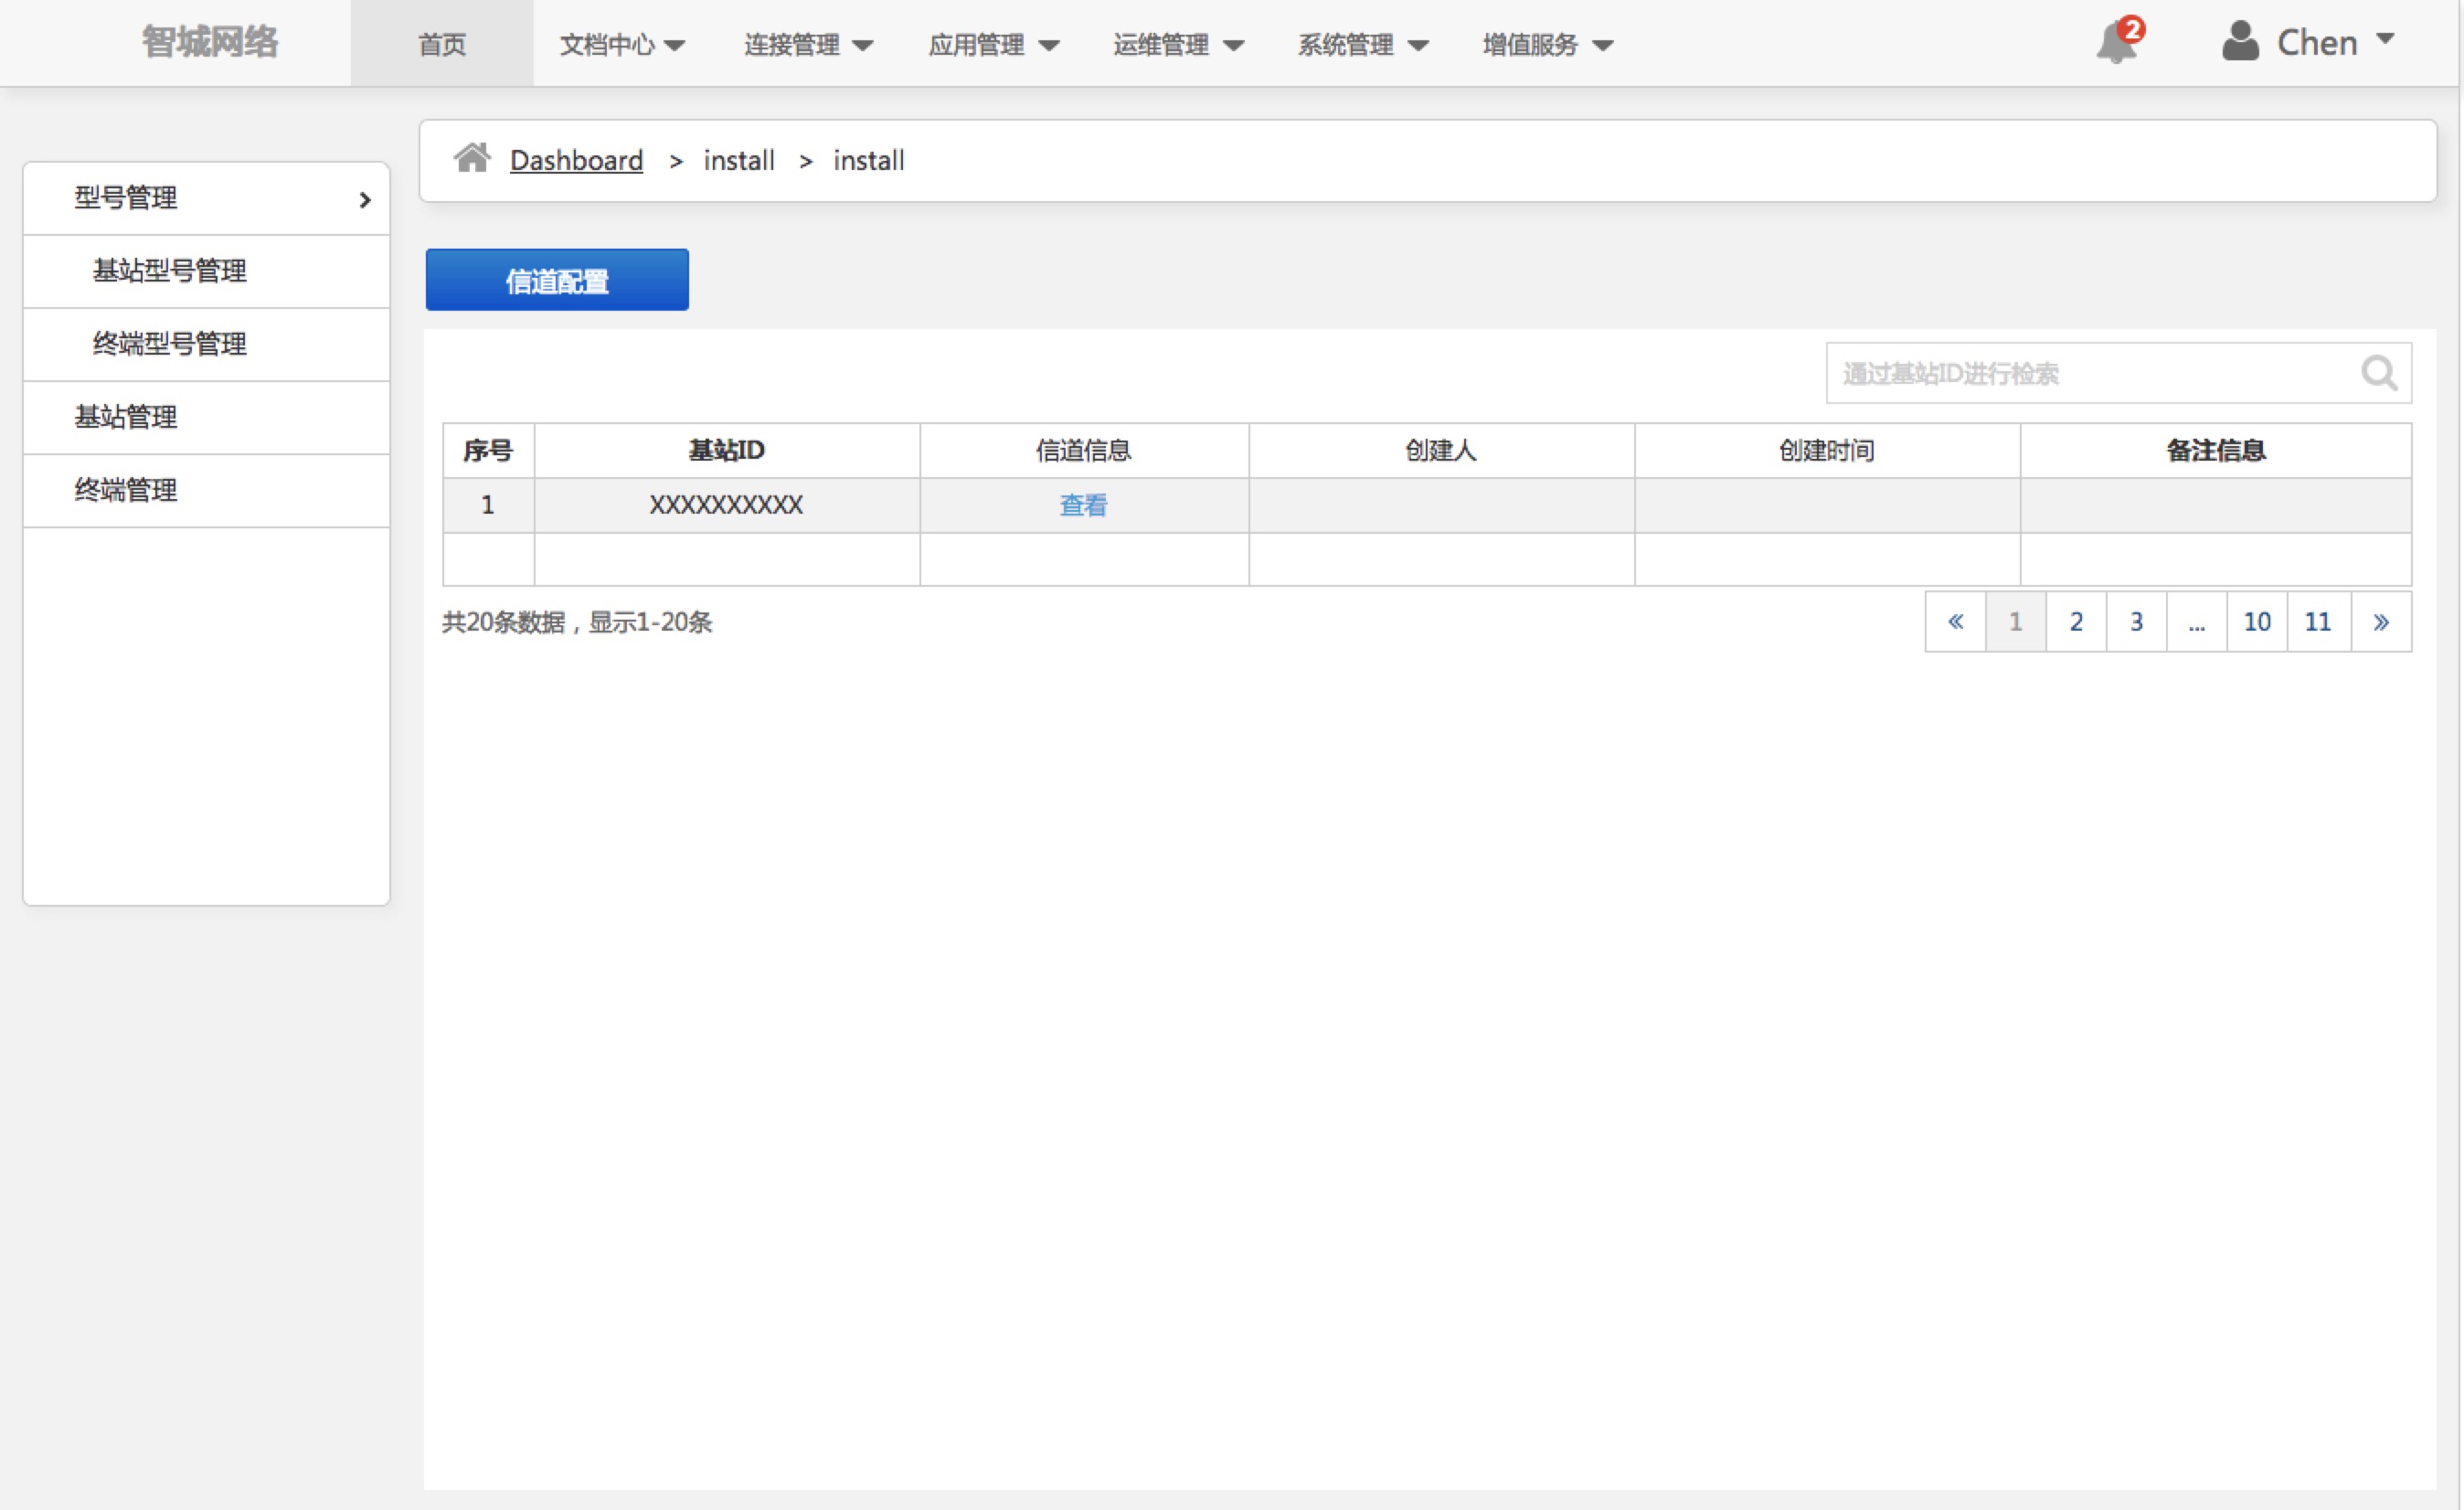 智城网络 首页 文档中心 连接管理 应用管理 运维管理 系统管理 增值服务 2 Chen
Dashboard > install > install
型号管理
基站型号管理
终端型号管理
基站管理
终端管理
信道配置
通过基站ID进行检索
序号 基站ID 信道信息 创建人 创建时间 备注信息
1 XXXXXXXXXX 查看
共20条数据，显示1-20条 « 1 2 3 ... 10 11 »